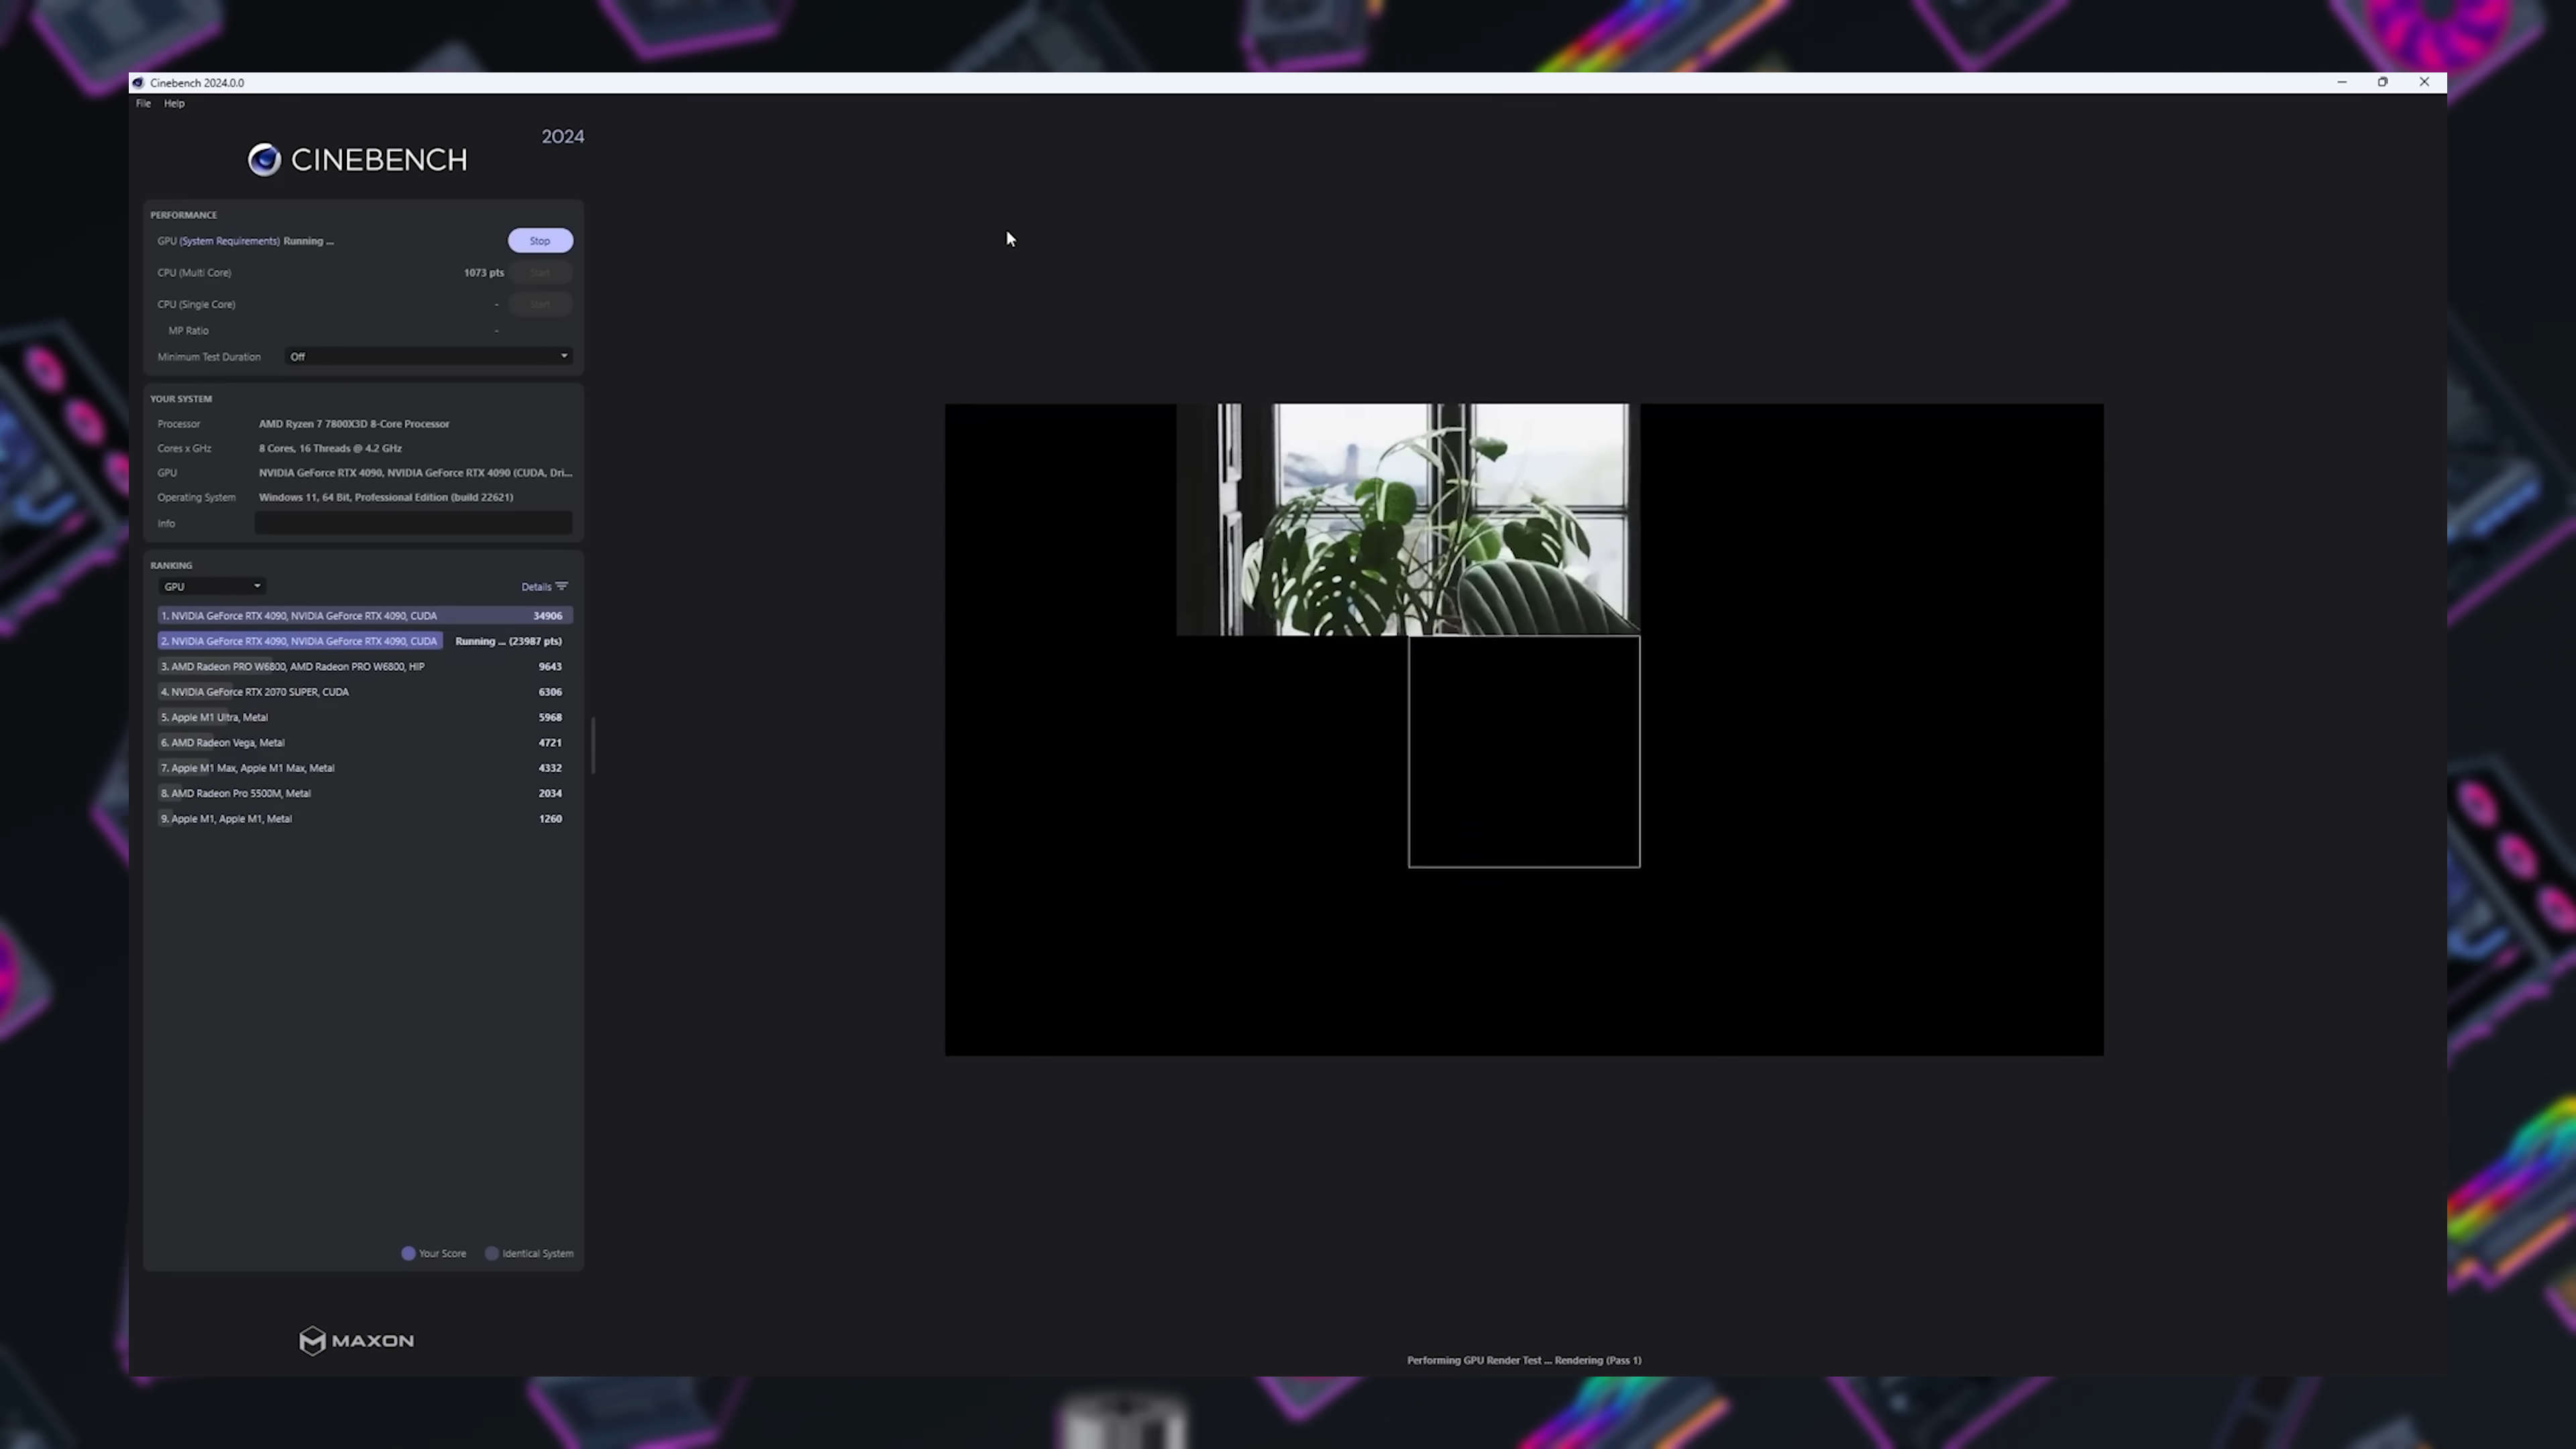 Cinebench 2024.0.0
File Help
2024
CINEBENCH
PERFORMANCE
GPU (System Requirements) Running ... Stop
CPU (Multi Core) 1073 pts Start
CPU (Single Core) - Start
MP Ratio -
Minimum Test Duration Off
YOUR SYSTEM
Processor AMD Ryzen 7 7800X3D 8-Core Processor
Cores x GHz 8 Cores, 16 Threads @ 4.2 GHz
GPU NVIDIA GeForce RTX 4090, NVIDIA GeForce RTX 4090 (CUDA, Dri...
Operating System Windows 11, 64 Bit, Professional Edition (build 22621)
Info
RANKING
GPU Details
1. NVIDIA GeForce RTX 4090, NVIDIA GeForce RTX 4090, CUDA 34906
2. NVIDIA GeForce RTX 4090, NVIDIA GeForce RTX 4090, CUDA Running ... (23987 pts)
3. AMD Radeon PRO W6800, AMD Radeon PRO W6800, HIP 9643
4. NVIDIA GeForce RTX 2070 SUPER, CUDA 6306
5. Apple M1 Ultra, Metal 5968
6. AMD Radeon Vega, Metal 4721
7. Apple M1 Max, Apple M1 Max, Metal 4332
8. AMD Radeon Pro 5500M, Metal 2034
9. Apple M1, Apple M1, Metal 1260
Your Score Identical System
MAXON
Performing GPU Render Test ... Rendering (Pass 1)